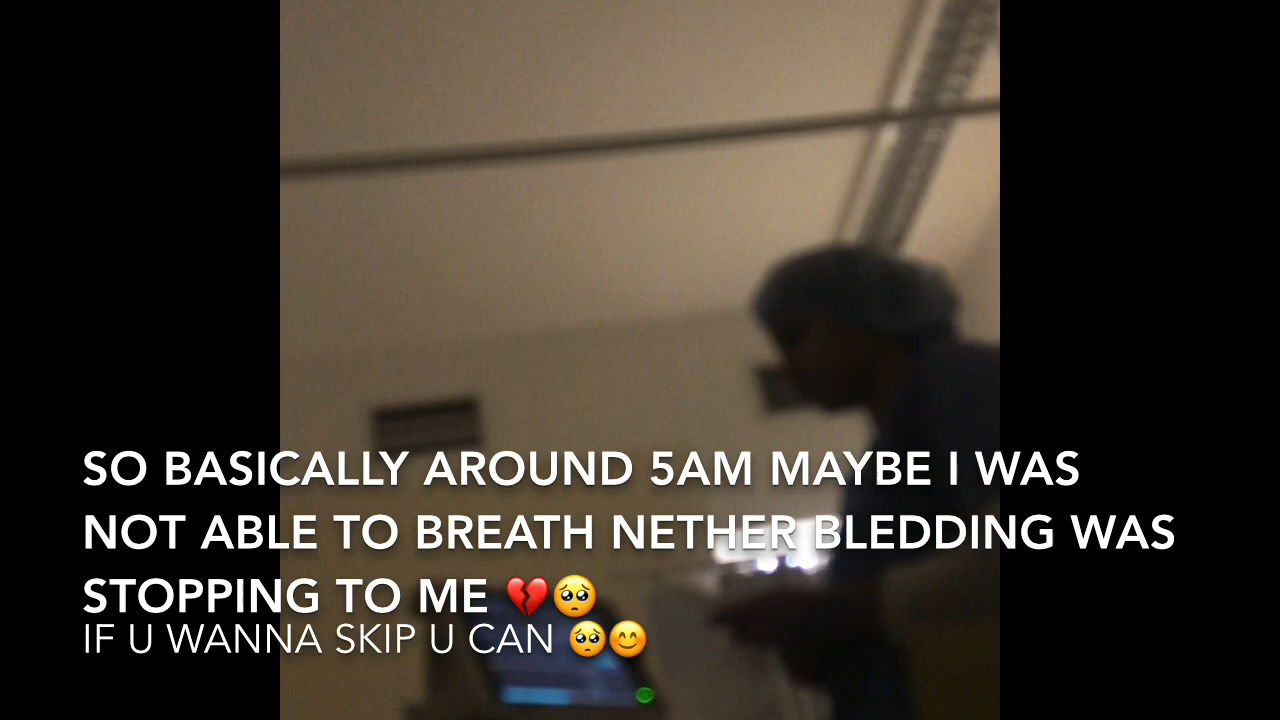 SO BASICALLY AROUND 5AM MAYBE I WAS
NOT ABLE TO BREATH NETHER BLEDDING WAS
STOPPING TO ME 💔🥺
IF U WANNA SKIP U CAN 🥺😊